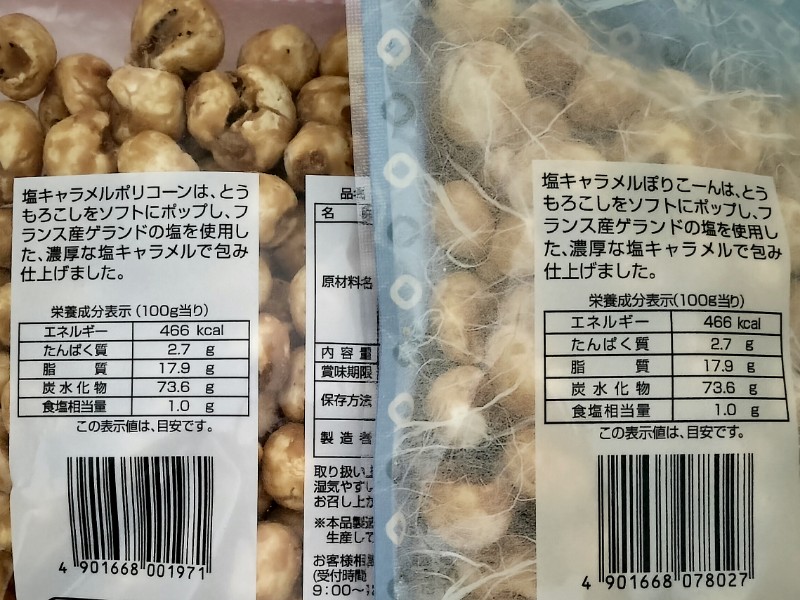 塩キャラメルポリコーンは、とう
もろこしをソフトにポップし、フ
ランス産ゲランドの塩を使用し
た、濃厚な塩キャラメルで包み
仕上げました。
栄養成分表示(100g当り)
エネルギー 466 kcal
たんぱく質 2.7 g
脂 質 17.9 g
炭水化物 73.6 g
食塩相当量 1.0 g
この表示値は、目安です。
4 901668 001971
名
原材料名
内容量
賞味期限
保存方法
製造者
取り扱い上
湿気やすい
お召し上が
※本品製造
生産して
お客様相談
(受付時間
9:00～
塩キャラメルぽりこーんは、とう
もろこしをソフトにポップし、フ
ランス産ゲランドの塩を使用し
た、濃厚な塩キャラメルで包み
仕上げました。
栄養成分表示(100g当り)
エネルギー 466 kcal
たんぱく質 2.7 g
脂 質 17.9 g
炭水化物 73.6 g
食塩相当量 1.0 g
この表示値は、目安です。
4 901668 078027